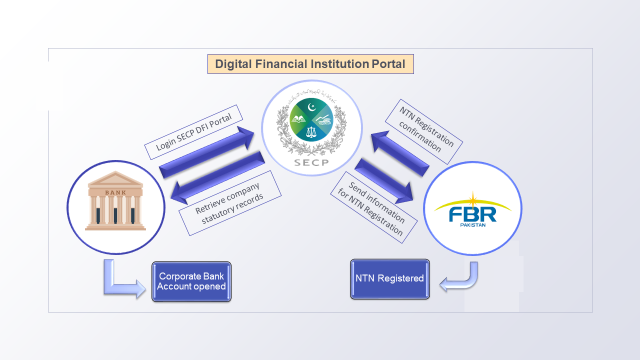 Digital Financial Institution Portal
SECP
Login SECP DFI Portal
Retrieve company
statutory records
NTN Registration
confirmation
Send information
for NTN Registration
BANK
FBR
PAKISTAN
Corporate Bank
Account opened
NTN Registered